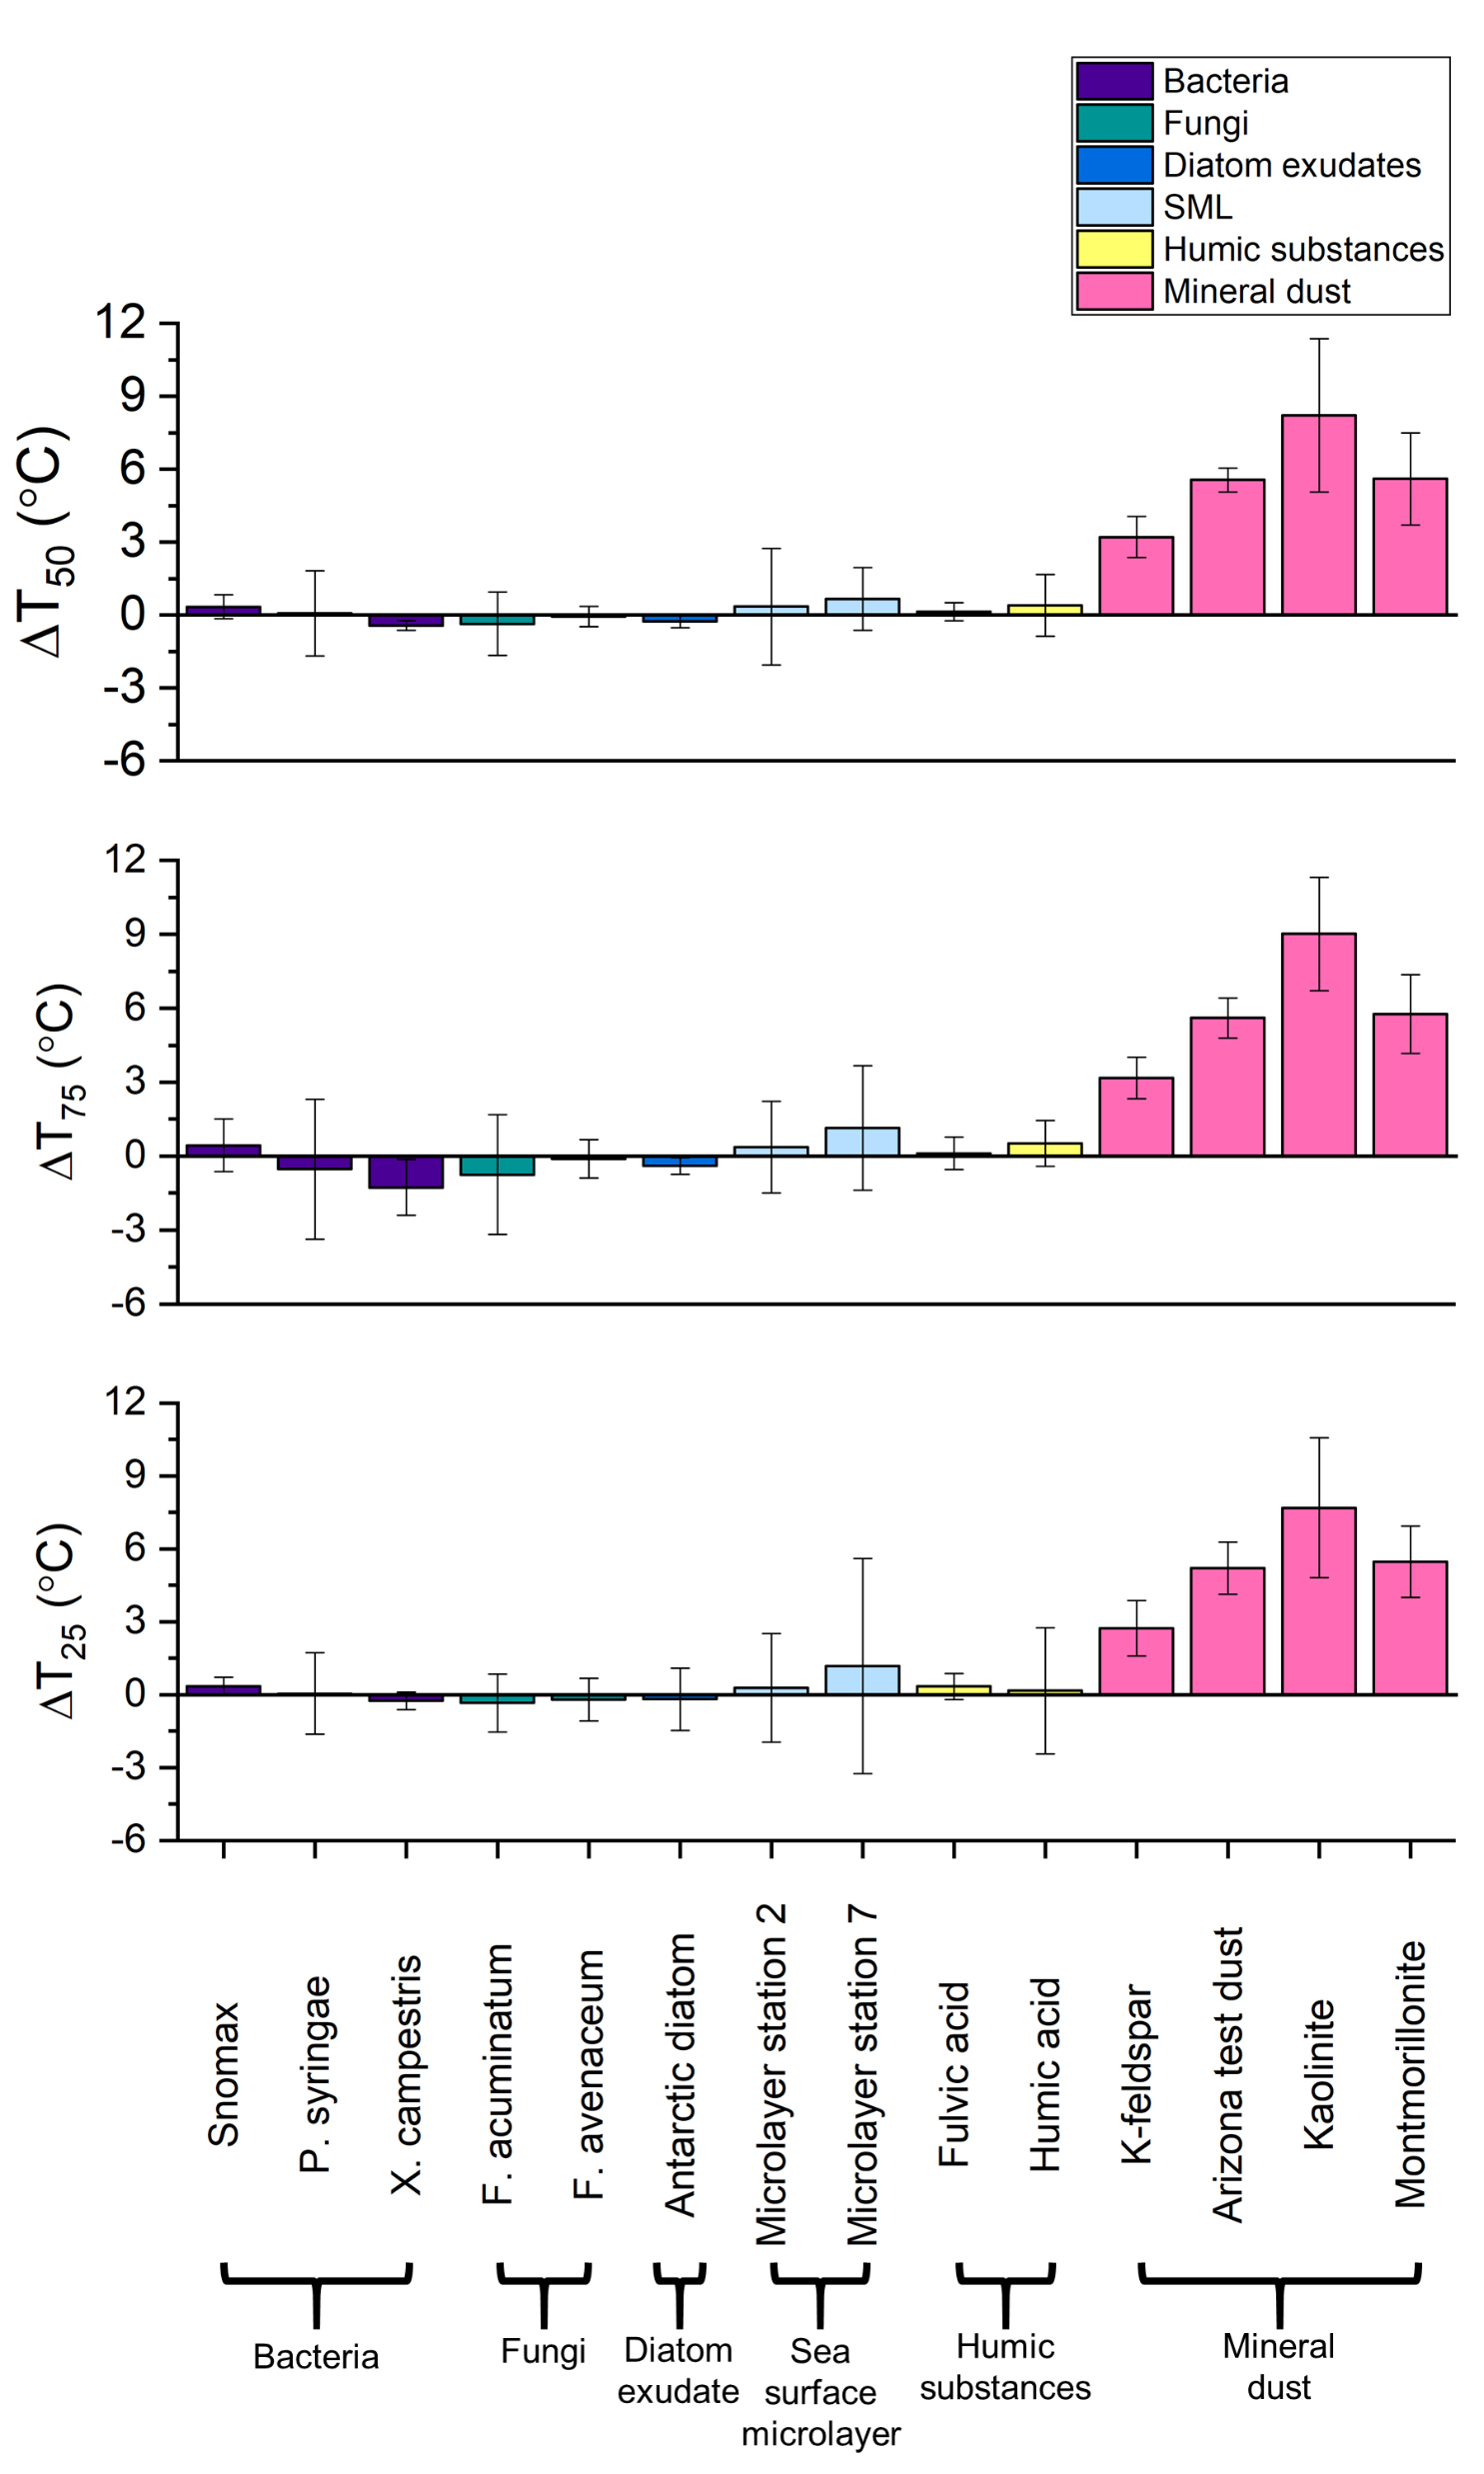 Bacteria
Fungi
Diatom exudates
SML
Humic substances
Mineral dust
12
9
6
3
0
-3
-6
ΔT50 (°C)
12
9
6
3
0
-3
-6
ΔT75 (°C)
12
9
6
3
0
-3
-6
ΔT25 (°C)
Snomax
P. syringae
X. campestris
F. acuminatum
F. avenaceum
Antarctic diatom
Microlayer station 2
Microlayer station 7
Fulvic acid
Humic acid
K-feldspar
Arizona test dust
Kaolinite
Montmorillonite
Bacteria
Fungi
Diatom
exudate
Sea
surface
microlayer
Humic
substances
Mineral
dust